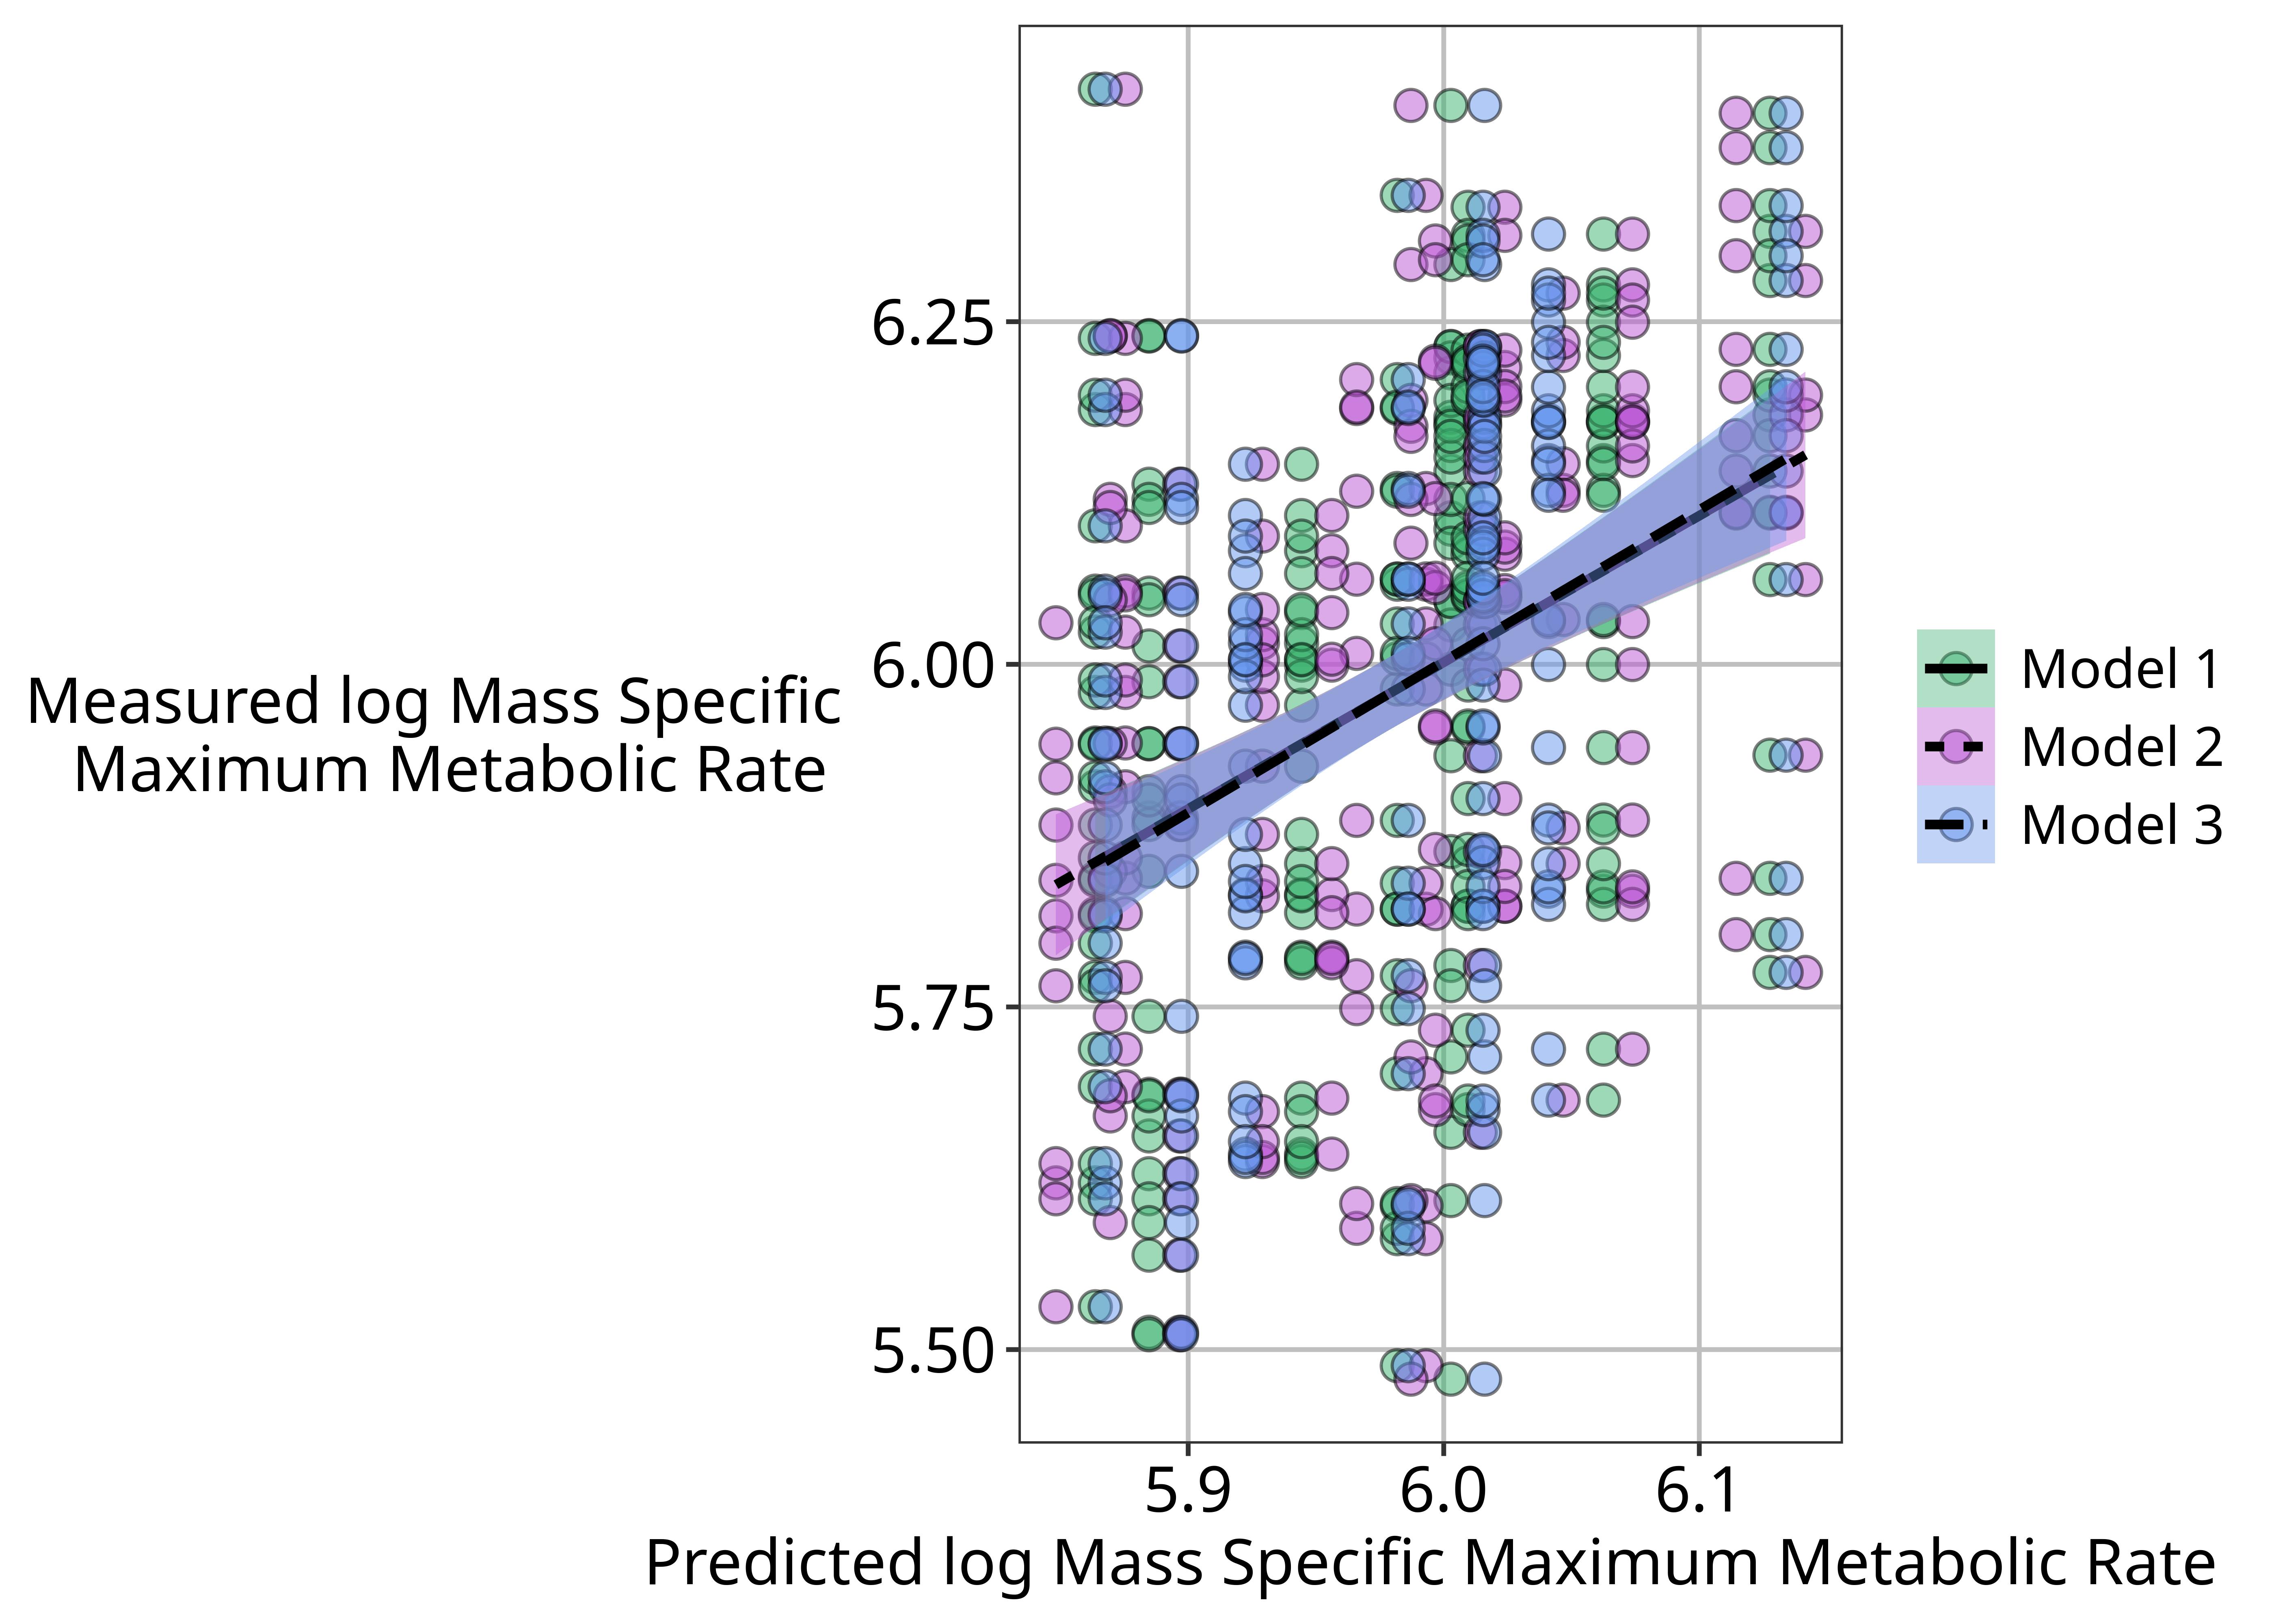 6.25
6.00
5.75
5.50
Measured log Mass Specific
Maximum Metabolic Rate
5.9 6.0 6.1
Predicted log Mass Specific Maximum Metabolic Rate
Model 1
Model 2
Model 3